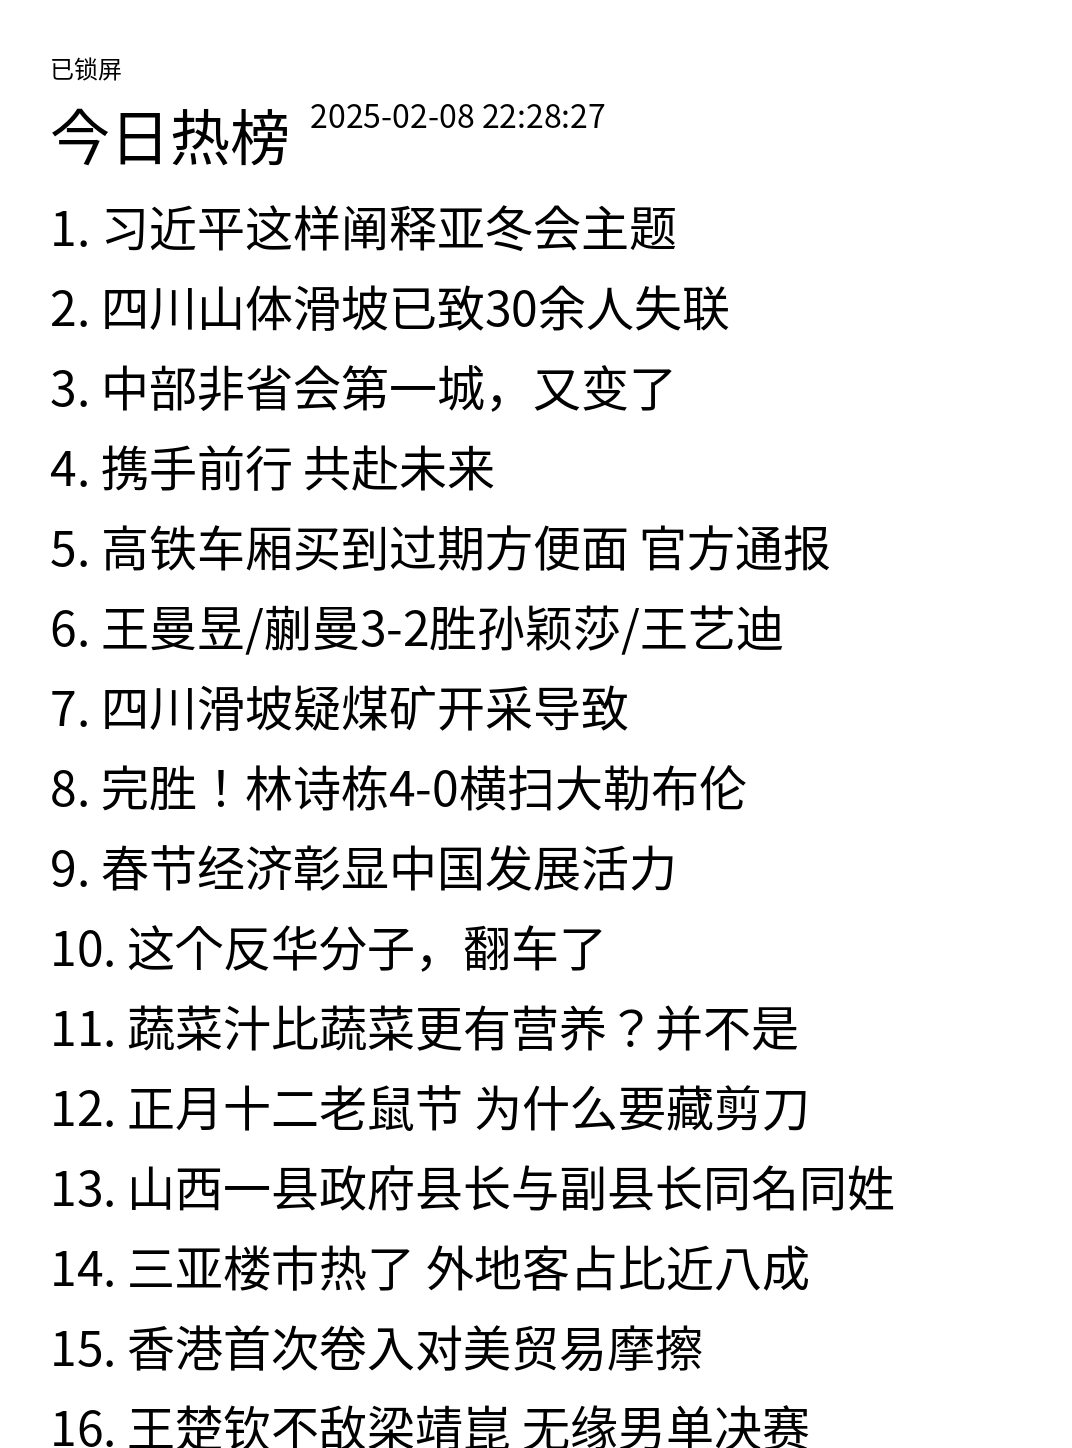 已锁屏
今日热榜 2025-02-08 22:28:27
1. 习近平这样阐释亚冬会主题
2. 四川山体滑坡已致30余人失联
3. 中部非省会第一城，又变了
4. 携手前行 共赴未来
5. 高铁车厢买到过期方便面 官方通报
6. 王曼昱/蒯曼3-2胜孙颖莎/王艺迪
7. 四川滑坡疑煤矿开采导致
8. 完胜！林诗栋4-0横扫大勒布伦
9. 春节经济彰显中国发展活力
10. 这个反华分子，翻车了
11. 蔬菜汁比蔬菜更有营养？并不是
12. 正月十二老鼠节 为什么要藏剪刀
13. 山西一县政府县长与副县长同名同姓
14. 三亚楼市热了 外地客占比近八成
15. 香港首次卷入对美贸易摩擦
16. 王楚钦不敌梁靖崑 无缘男单决赛